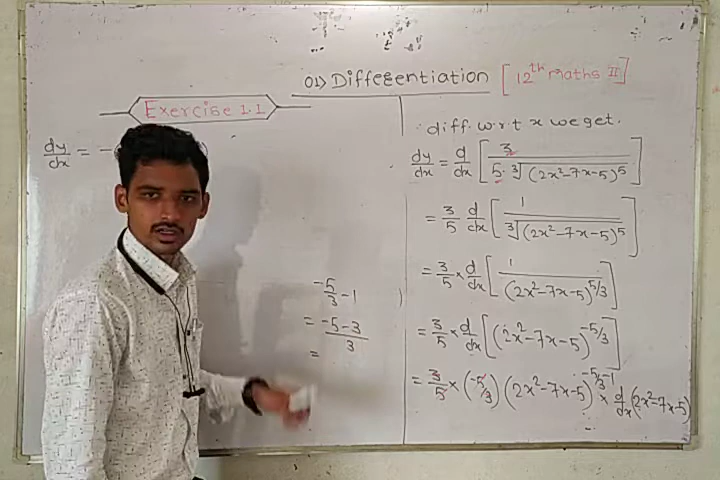 01) Differentiation [12th maths II]
Exercise 1.1
dy/dx = -
-5/3 - 1
= -5-3/3
=
diff. w.r.t x we get.
dy/dx = d/dx [3/5·∛(2x²-7x-5)⁵]
= 3/5 d/dx [1/∛(2x²-7x-5)⁵]
= 3/5 × d/dx [1/(2x²-7x-5)^5/3]
= 3/5 × d/dx [(2x²-7x-5)^-5/3]
= 3/5 × (-5/3) (2x²-7x-5)^-5/3-1 × d/dx (2x²-7x-5)